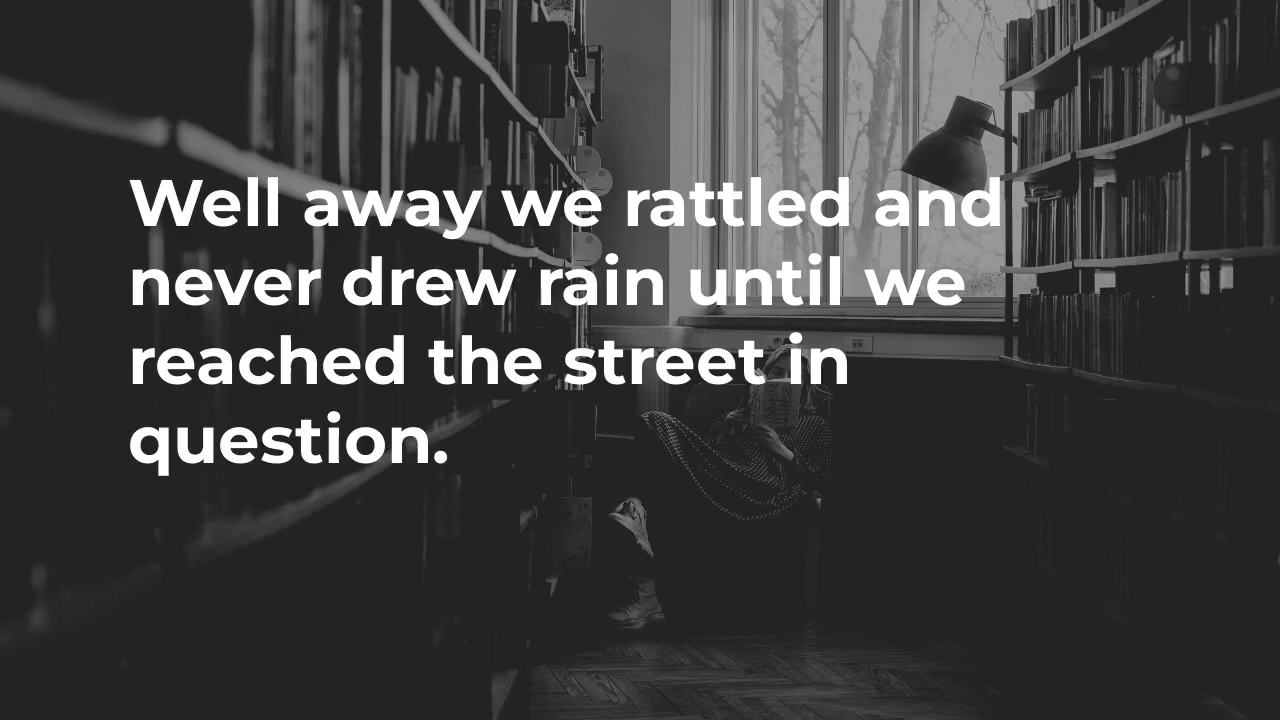 Well away we rattled and
never drew rain until we
reached the street in
question.